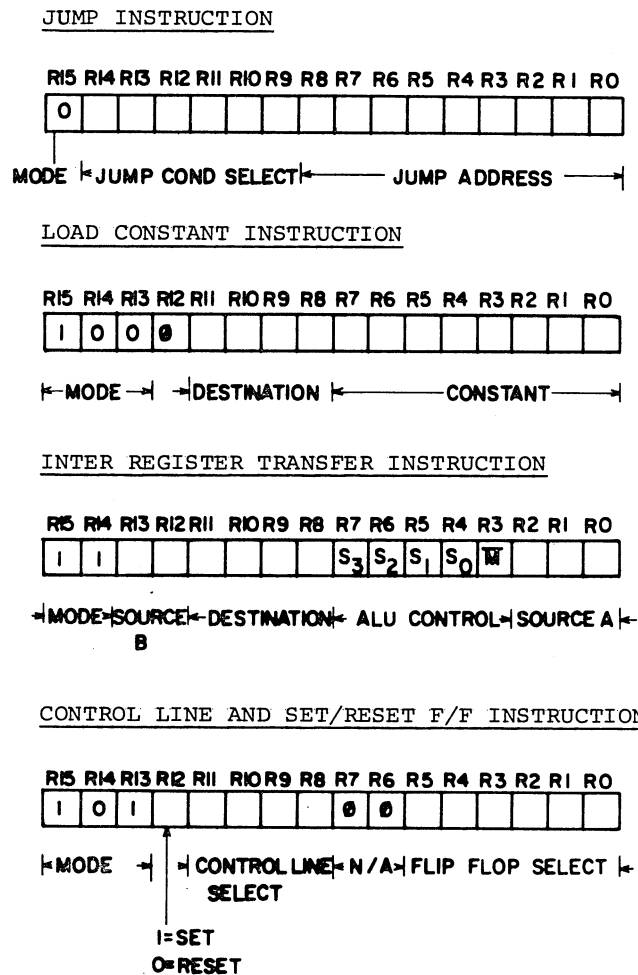 JUMP INSTRUCTION
R15 R14 R13 R12 R11 R10 R9 R8 R7 R6 R5 R4 R3 R2 R1 R0
0
MODE JUMP COND SELECT JUMP ADDRESS
LOAD CONSTANT INSTRUCTION
R15 R14 R13 R12 R11 R10 R9 R8 R7 R6 R5 R4 R3 R2 R1 R0
1 0 0 0
MODE DESTINATION CONSTANT
INTER REGISTER TRANSFER INSTRUCTION
R15 R14 R13 R12 R11 R10 R9 R8 R7 R6 R5 R4 R3 R2 R1 R0
1 1 S3 S2 S1 S0 M̅
MODE SOURCE DESTINATION ALU CONTROL SOURCE A
B
CONTROL LINE AND SET/RESET F/F INSTRUCTION
R15 R14 R13 R12 R11 R10 R9 R8 R7 R6 R5 R4 R3 R2 R1 R0
1 0 1 0 0
MODE CONTROL LINE N/A FLIP FLOP SELECT
SELECT
1=SET
0=RESET